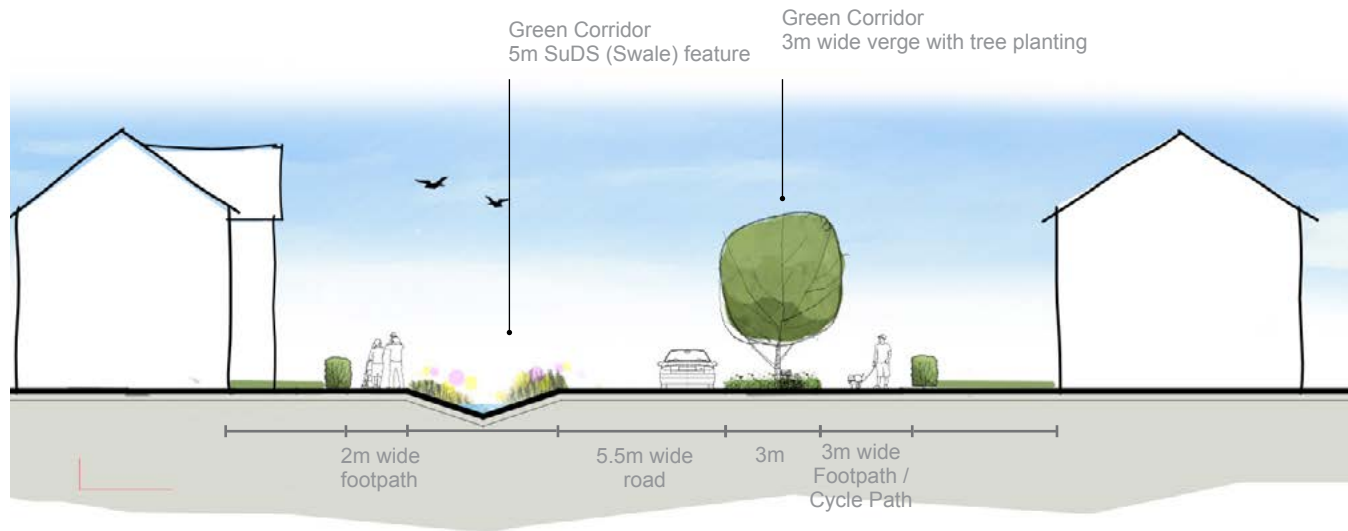 Green Corridor
5m SuDS (Swale) feature
Green Corridor
3m wide verge with tree planting
2m wide
footpath
5.5m wide
road
3m
3m wide
Footpath /
Cycle Path